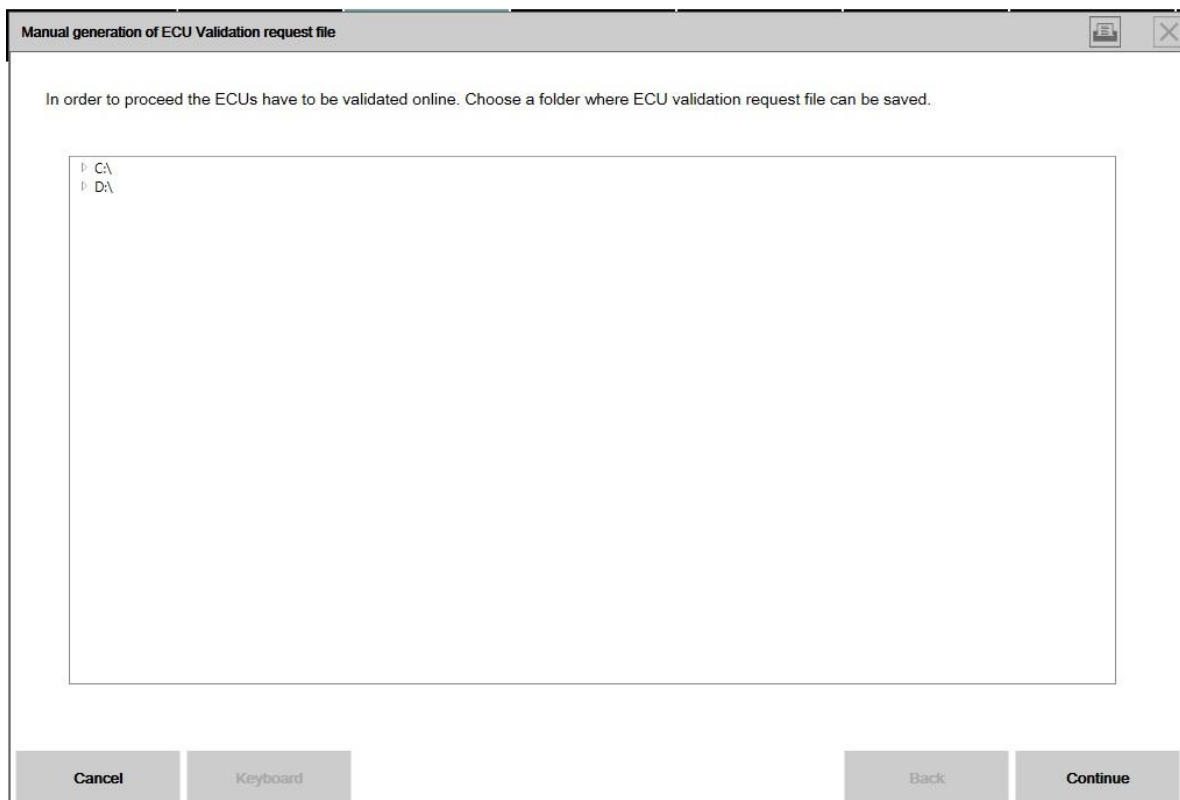 Manual generation of ECU Validation request file
In order to proceed the ECUs have to be validated online. Choose a folder where ECU validation request file can be saved.
C:\
D:\
Cancel
Keyboard
Back
Continue